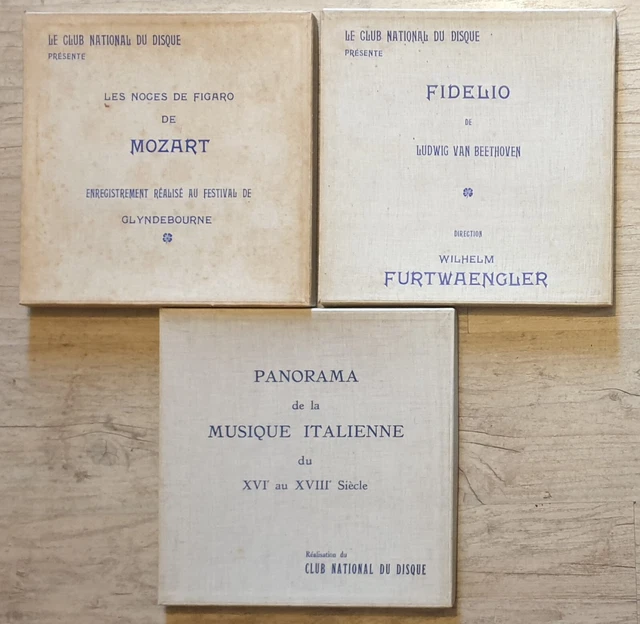 LE CLUB NATIONAL DU DISQUE
PRÉSENTE
LES NOCES DE FIGARO
DE
MOZART
ENREGISTREMENT RÉALISÉ AU FESTIVAL DE
GLYNDEBOURNE
LE CLUB NATIONAL DU DISQUE
PRÉSENTE
FIDELIO
DE
LUDWIG VAN BEETHOVEN
DIRECTION
WILHELM
FURTWAENGLER
PANORAMA
de la
MUSIQUE ITALIENNE
du
XVIᵉ au XVIIIᵉ Siècle
Réalisation du
CLUB NATIONAL DU DISQUE